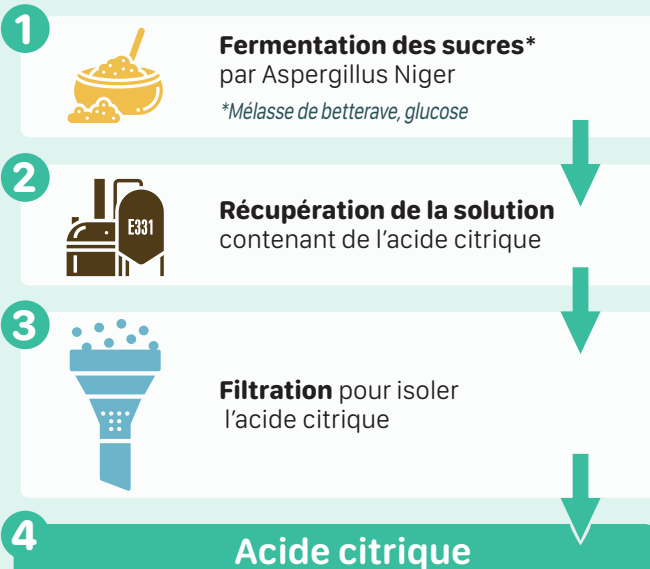 1
Fermentation des sucres*
par Aspergillus Niger
*Mélasse de betterave, glucose
2
E331
Récupération de la solution
contenant de l’acide citrique
3
Filtration pour isoler
l’acide citrique
4
Acide citrique